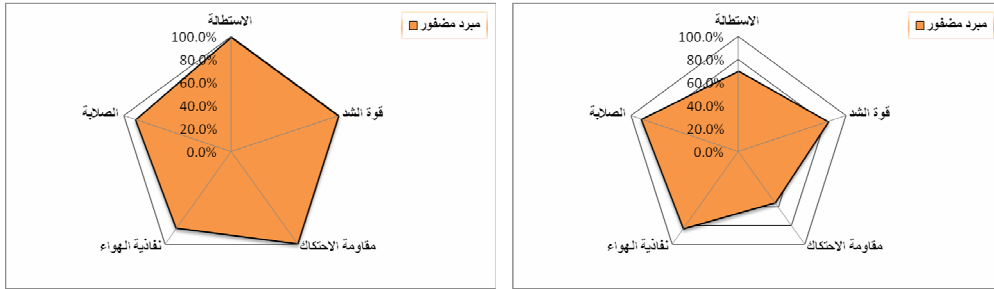 مبرد مضفور
الاستطالة
100.0%
80.0%
60.0%
40.0%
20.0%
0.0%
الصلابة
قوة الشد
نفاذية الهواء
مقاومة الاحتكاك
مبرد مضفور
الاستطالة
100.0%
80.0%
60.0%
40.0%
20.0%
0.0%
الصلابة
قوة الشد
نفاذية الهواء
مقاومة الاحتكاك